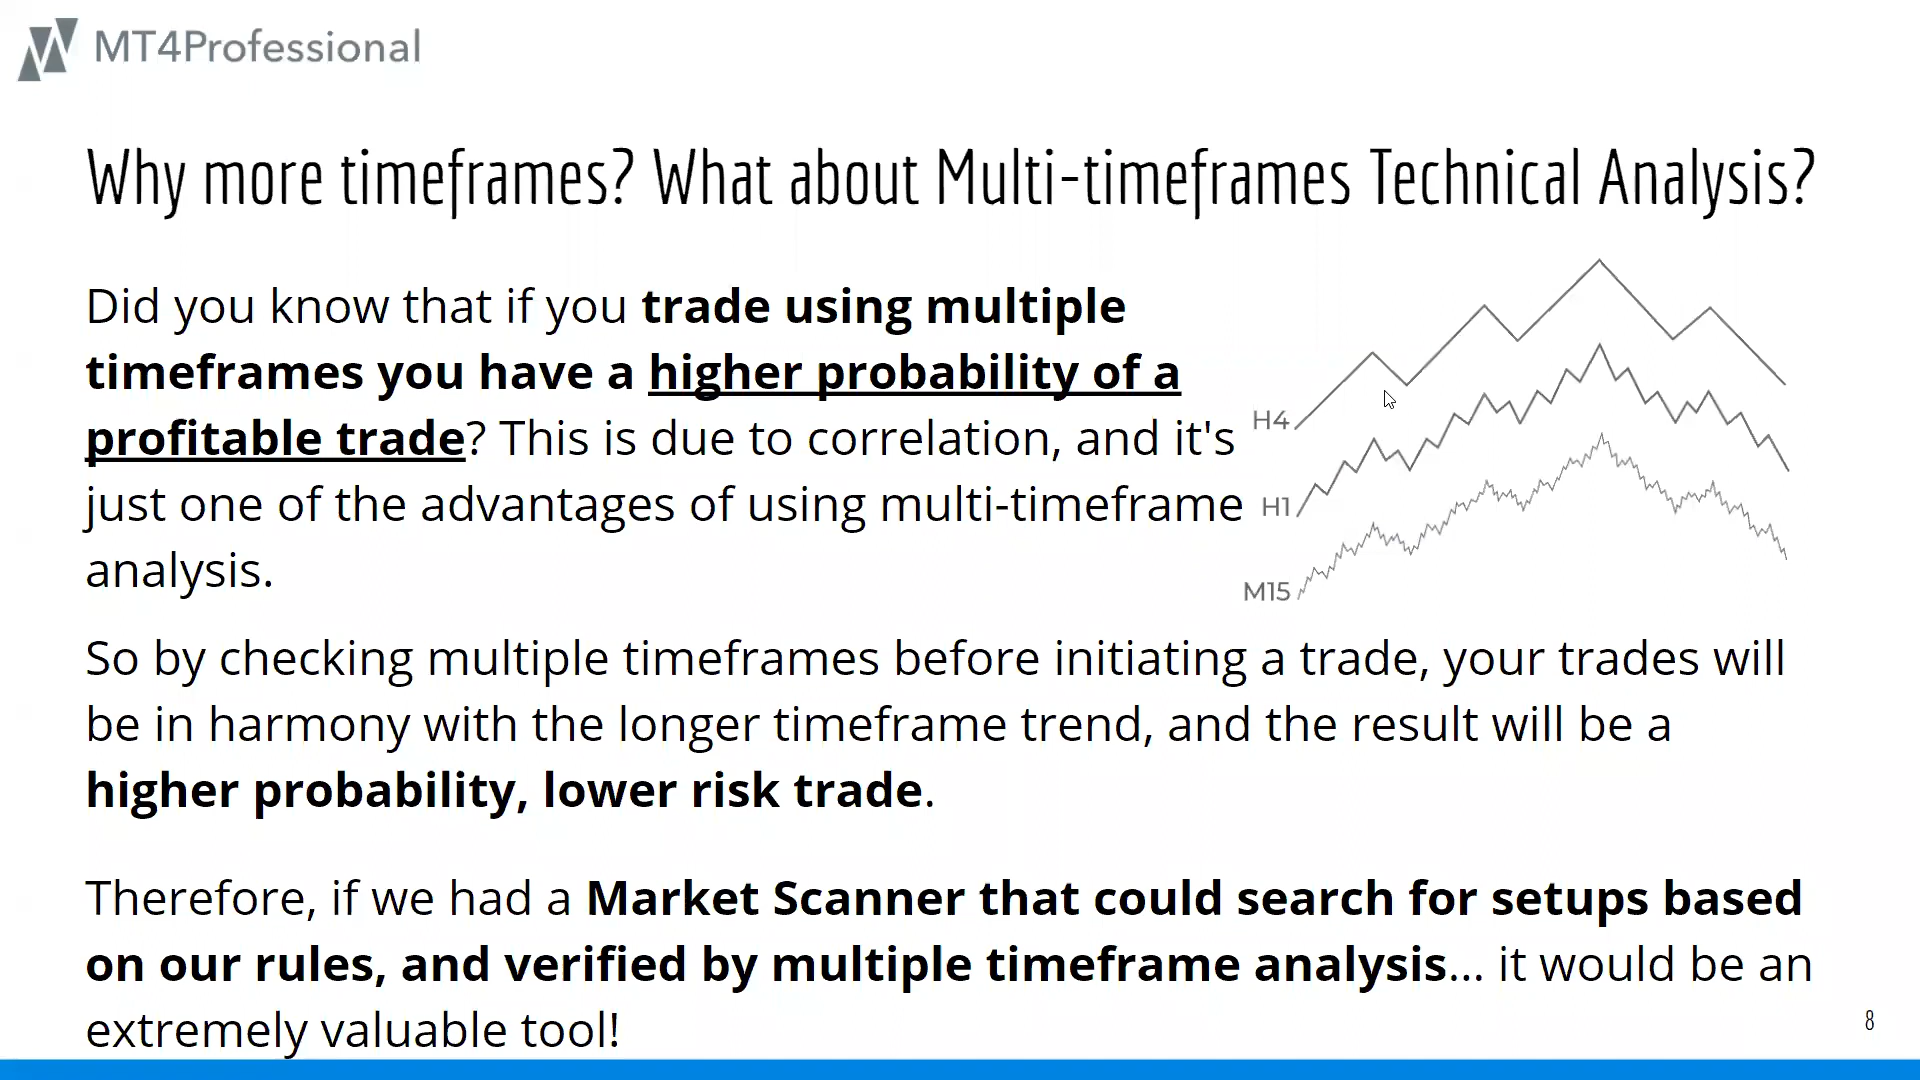 MT4Professional
Why more timeframes? What about Multi-timeframes Technical Analysis?
Did you know that if you trade using multiple
timeframes you have a higher probability of a
profitable trade? This is due to correlation, and it's
just one of the advantages of using multi-timeframe
analysis.
H4
H1
M15
So by checking multiple timeframes before initiating a trade, your trades will
be in harmony with the longer timeframe trend, and the result will be a
higher probability, lower risk trade.
Therefore, if we had a Market Scanner that could search for setups based
on our rules, and verified by multiple timeframe analysis... it would be an
extremely valuable tool!
8